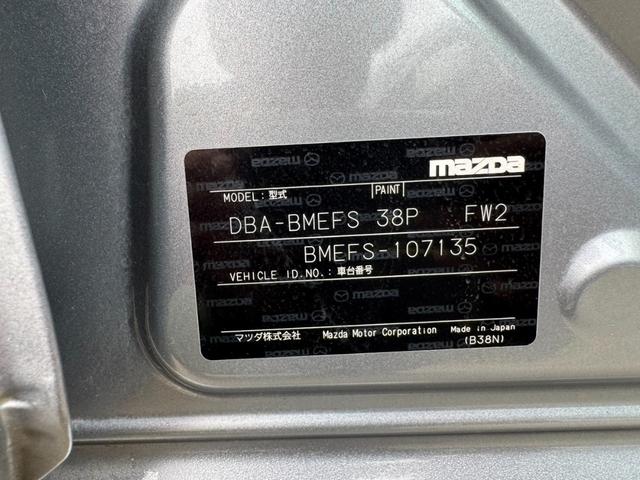 mazda
MODEL: 型式 PAINT
DBA-BMEFS 38P FW2
BMEFS-107135
VEHICLE ID.NO.: 車台番号
マツダ株式会社 Mazda Motor Corporation Made in Japan
(B38N)